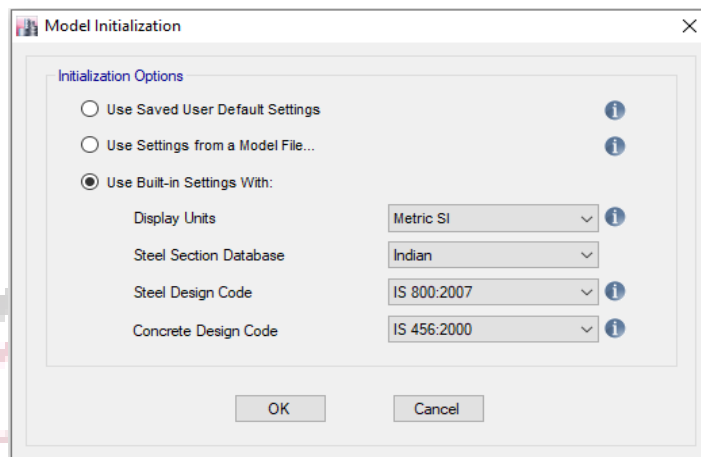 Model Initialization
Initialization Options
Use Saved User Default Settings
Use Settings from a Model File...
Use Built-in Settings With:
Display Units Metric SI
Steel Section Database Indian
Steel Design Code IS 800:2007
Concrete Design Code IS 456:2000
OK Cancel